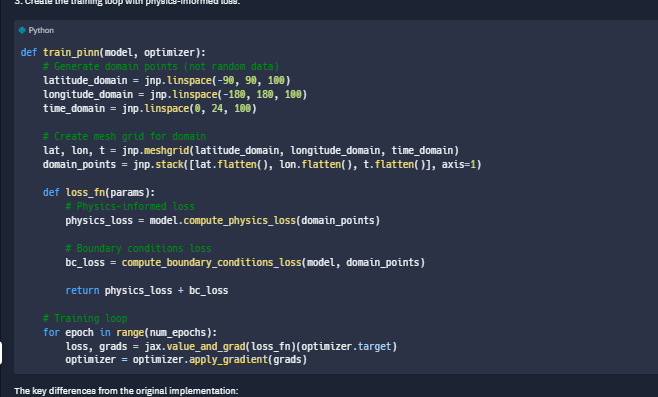 3. Create the training loop with physics-informed loss:
Python
def train_pinn(model, optimizer):
    # Generate domain points (not random data)
    latitude_domain = jnp.linspace(-90, 90, 100)
    longitude_domain = jnp.linspace(-180, 180, 100)
    time_domain = jnp.linspace(0, 24, 100)

    # Create mesh grid for domain
    lat, lon, t = jnp.meshgrid(latitude_domain, longitude_domain, time_domain)
    domain_points = jnp.stack([lat.flatten(), lon.flatten(), t.flatten()], axis=1)

    def loss_fn(params):
        # Physics-informed loss
        physics_loss = model.compute_physics_loss(domain_points)

        # Boundary conditions loss
        bc_loss = compute_boundary_conditions_loss(model, domain_points)

        return physics_loss + bc_loss

    # Training loop
    for epoch in range(num_epochs):
        loss, grads = jax.value_and_grad(loss_fn)(optimizer.target)
        optimizer = optimizer.apply_gradient(grads)
The key differences from the original implementation: